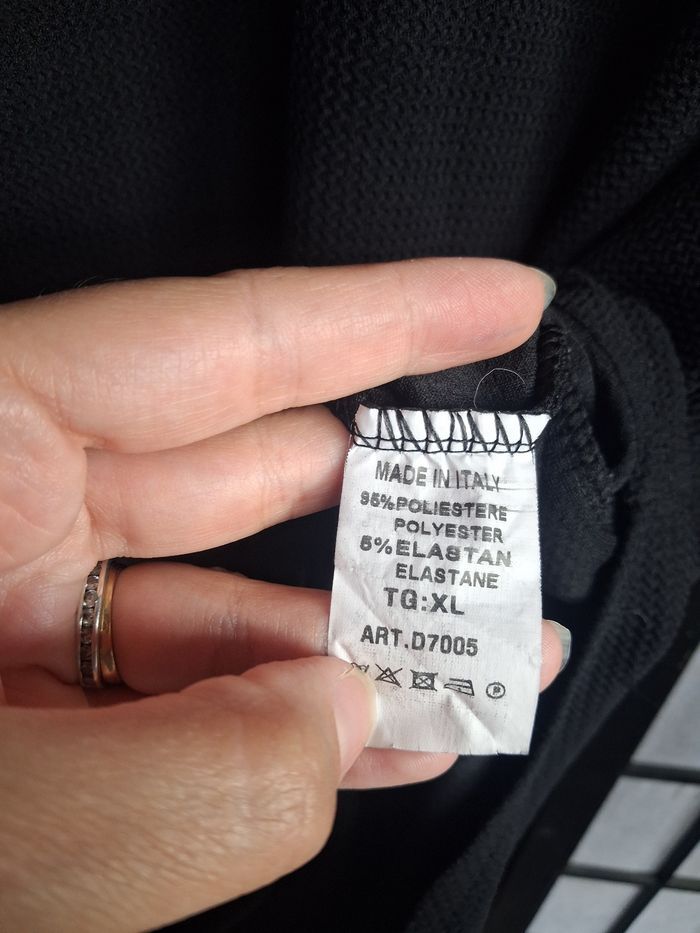 MADE IN ITALY
95%POLIESTERE
POLYESTER
5%ELASTAN
ELASTANE
TG:XL
ART.D7005
P